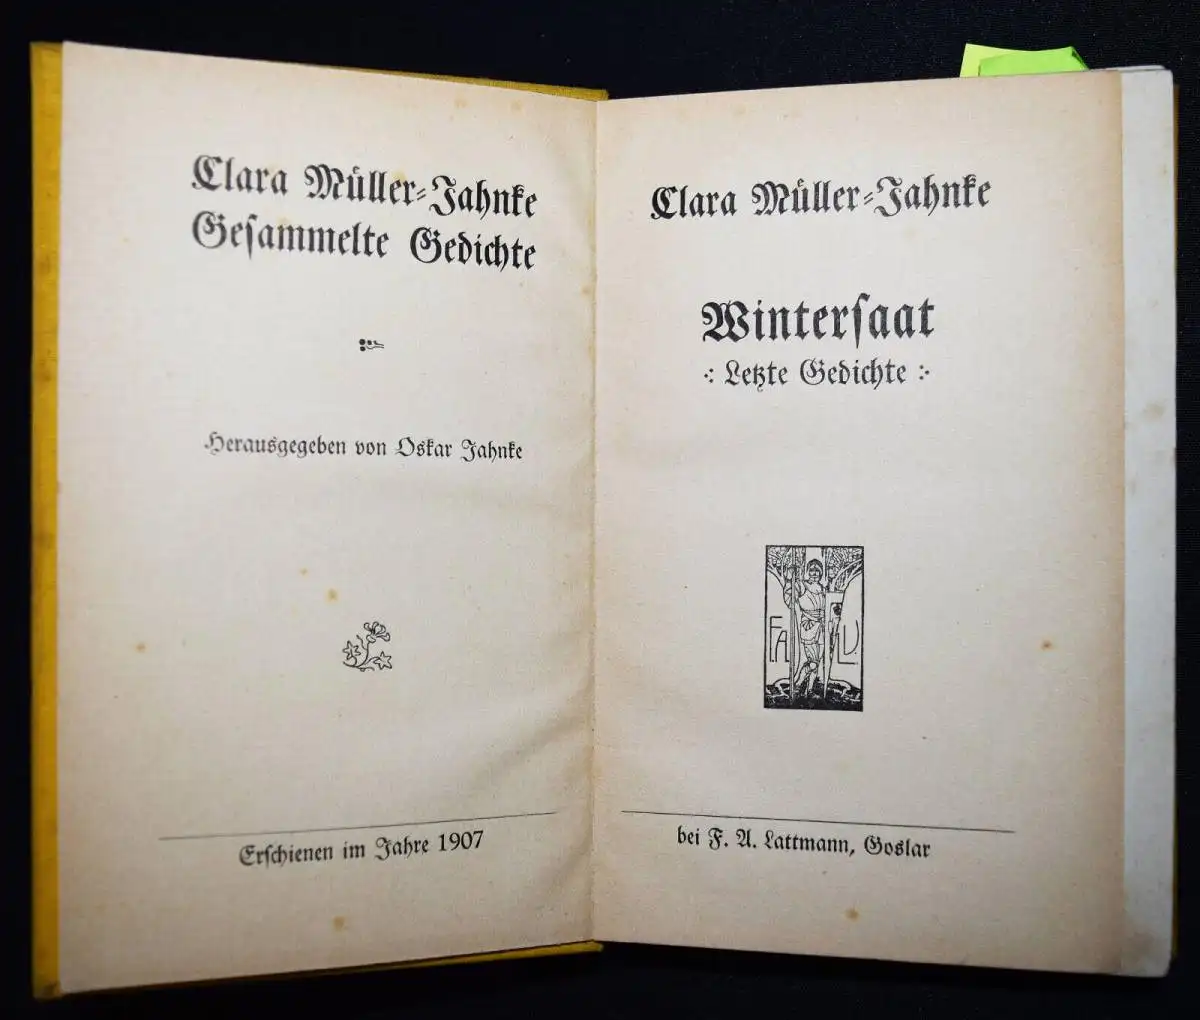 Clara Müller-Jahnke
Gesammelte Gedichte
Herausgegeben von Oskar Jahnke
Erschienen im Jahre 1907
Clara Müller-Jahnke
Wintersaat
Letzte Gedichte
F. A. L.
bei F. A. Lattmann, Goslar